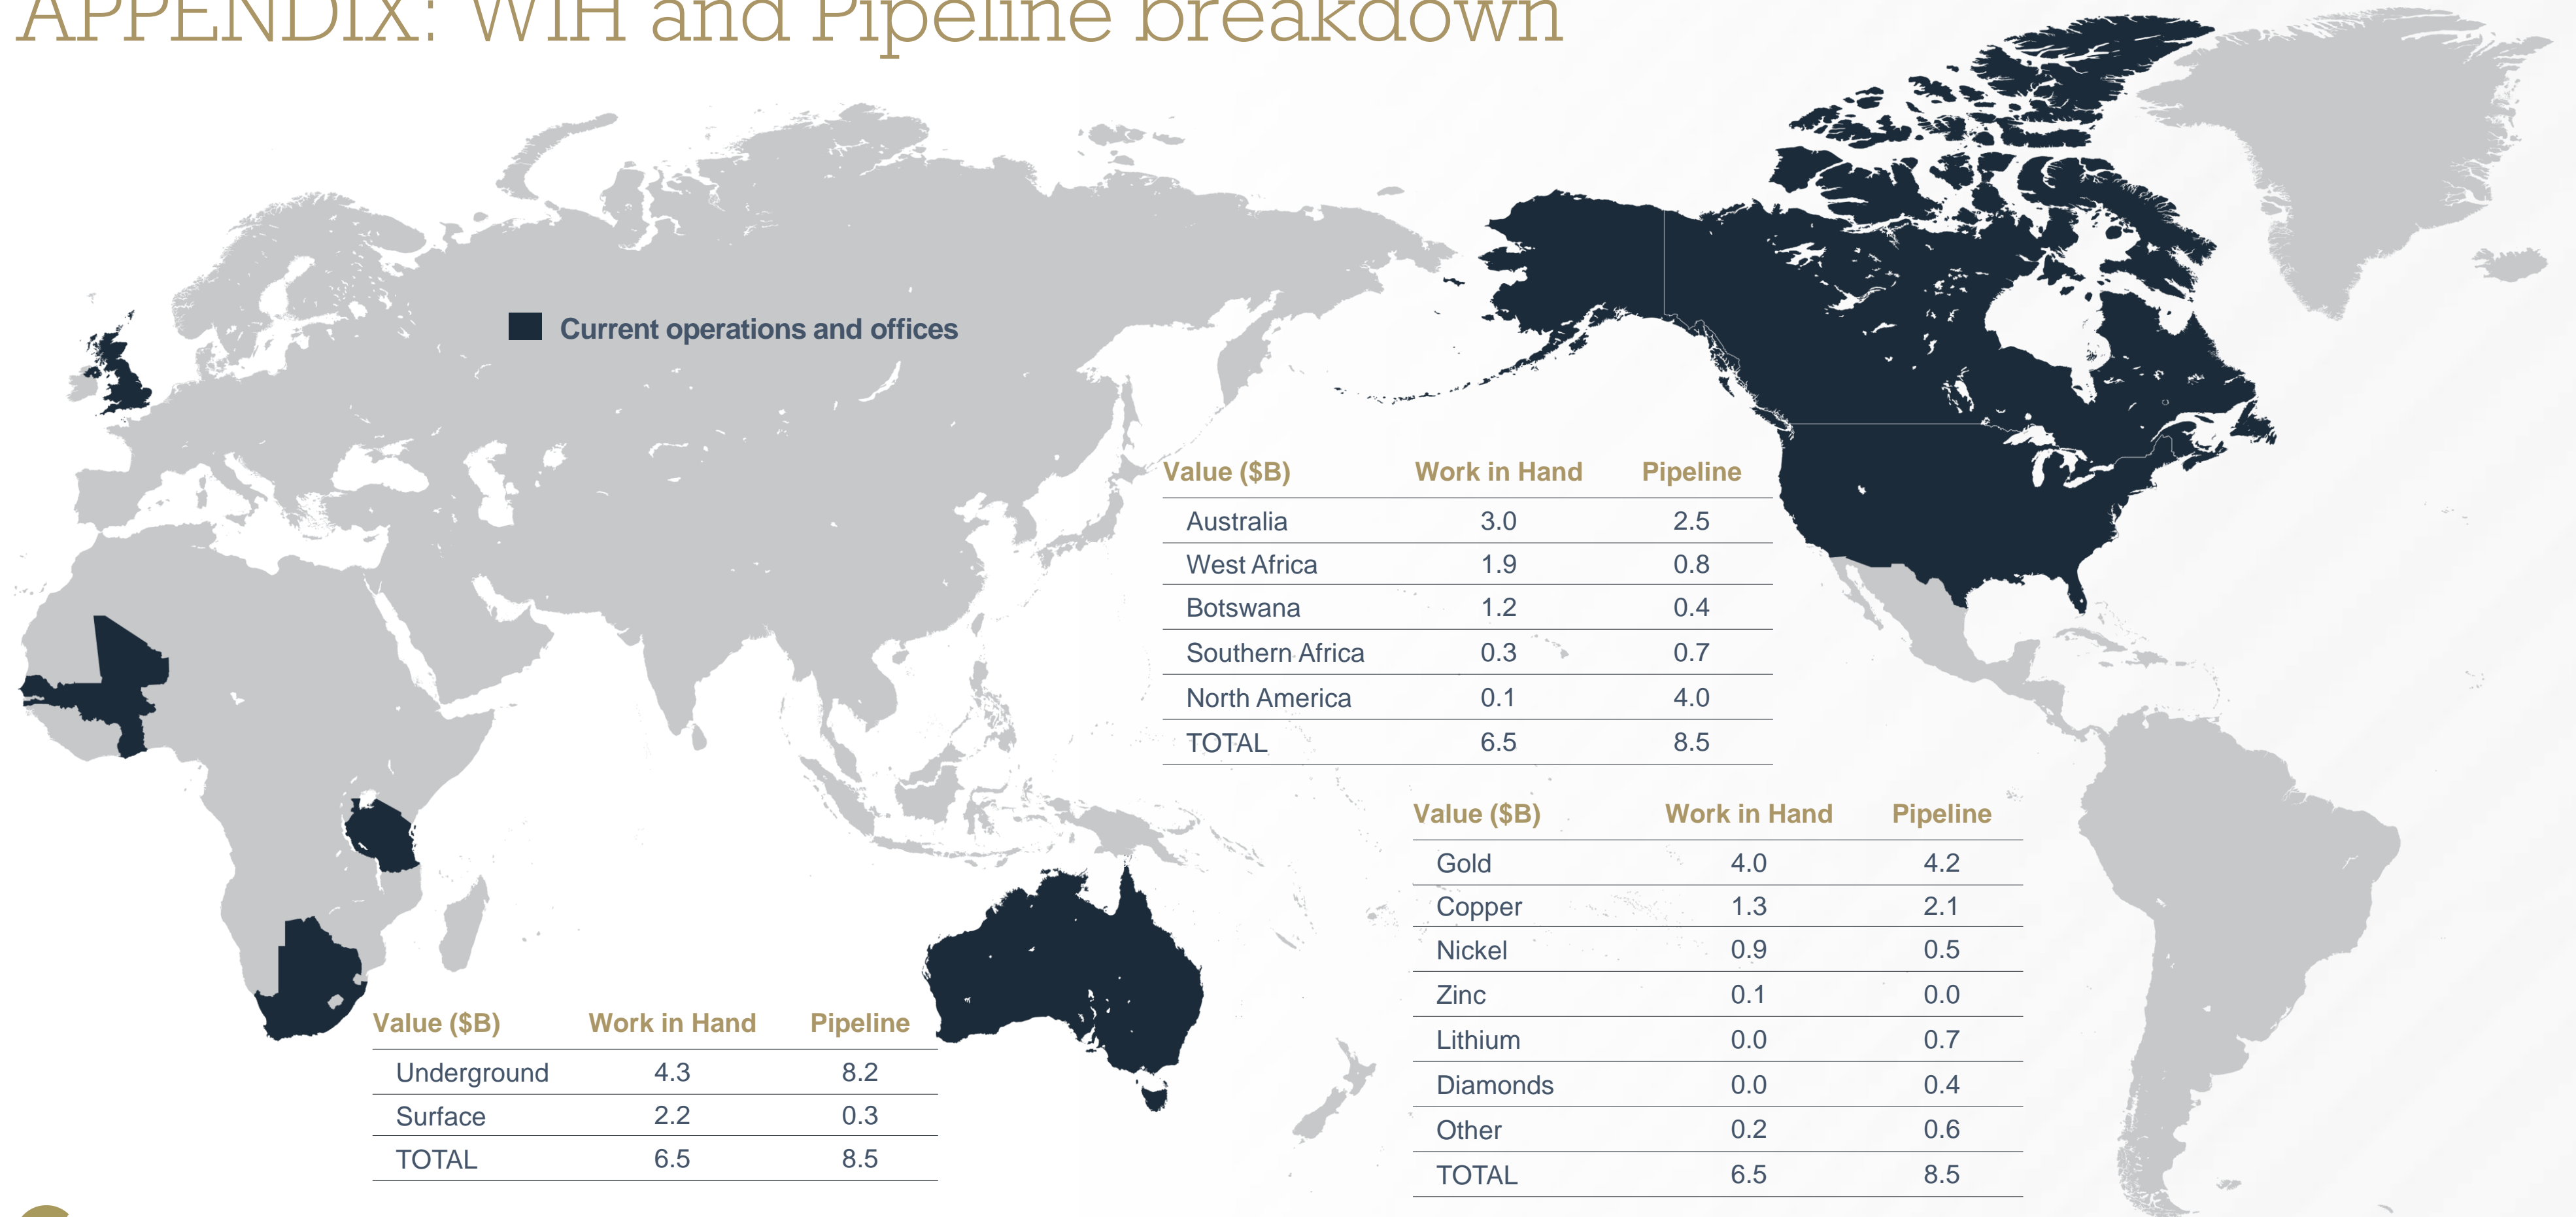 APPENDIX: WIH and Pipeline breakdown
Current operations and offices
Value ($B) Work in Hand Pipeline
Australia 3.0 2.5
West Africa 1.9 0.8
Botswana 1.2 0.4
Southern Africa 0.3 0.7
North America 0.1 4.0
TOTAL 6.5 8.5
Value ($B) Work in Hand Pipeline
Gold 4.0 4.2
Copper 1.3 2.1
Nickel 0.9 0.5
Zinc 0.1 0.0
Lithium 0.0 0.7
Diamonds 0.0 0.4
Other 0.2 0.6
TOTAL 6.5 8.5
Value ($B) Work in Hand Pipeline
Underground 4.3 8.2
Surface 2.2 0.3
TOTAL 6.5 8.5